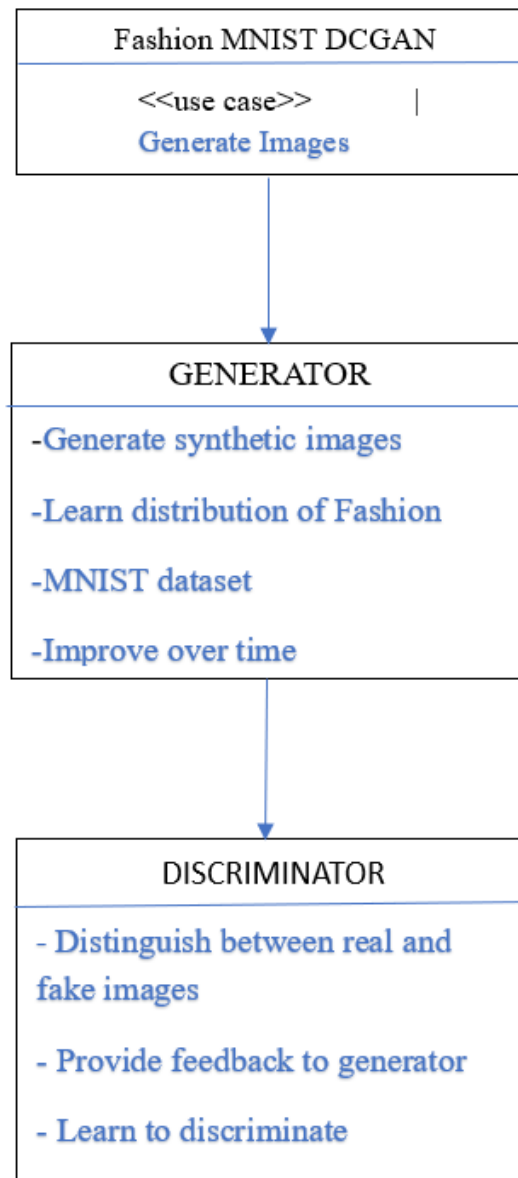 Fashion MNIST DCGAN
<<use case>> |
Generate Images
GENERATOR
-Generate synthetic images
-Learn distribution of Fashion
-MNIST dataset
-Improve over time
DISCRIMINATOR
- Distinguish between real and
fake images
- Provide feedback to generator
- Learn to discriminate